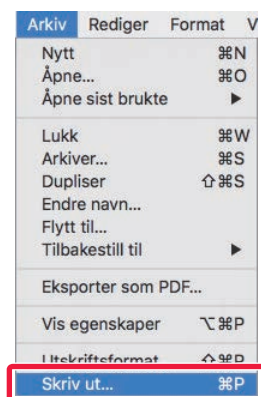 Arkiv Rediger Format V
Nytt ⌘N
Åpne... ⌘O
Åpne sist brukte ▶
Lukk ⌘W
Arkiver... ⌘S
Dupliser ⇧⌘S
Endre navn...
Flytt til...
Tilbakestill til ▶
Eksporter som PDF...
Vis egenskaper ⌥⌘P
Utskriftsformat ⇧⌘P
Skriv ut... ⌘P